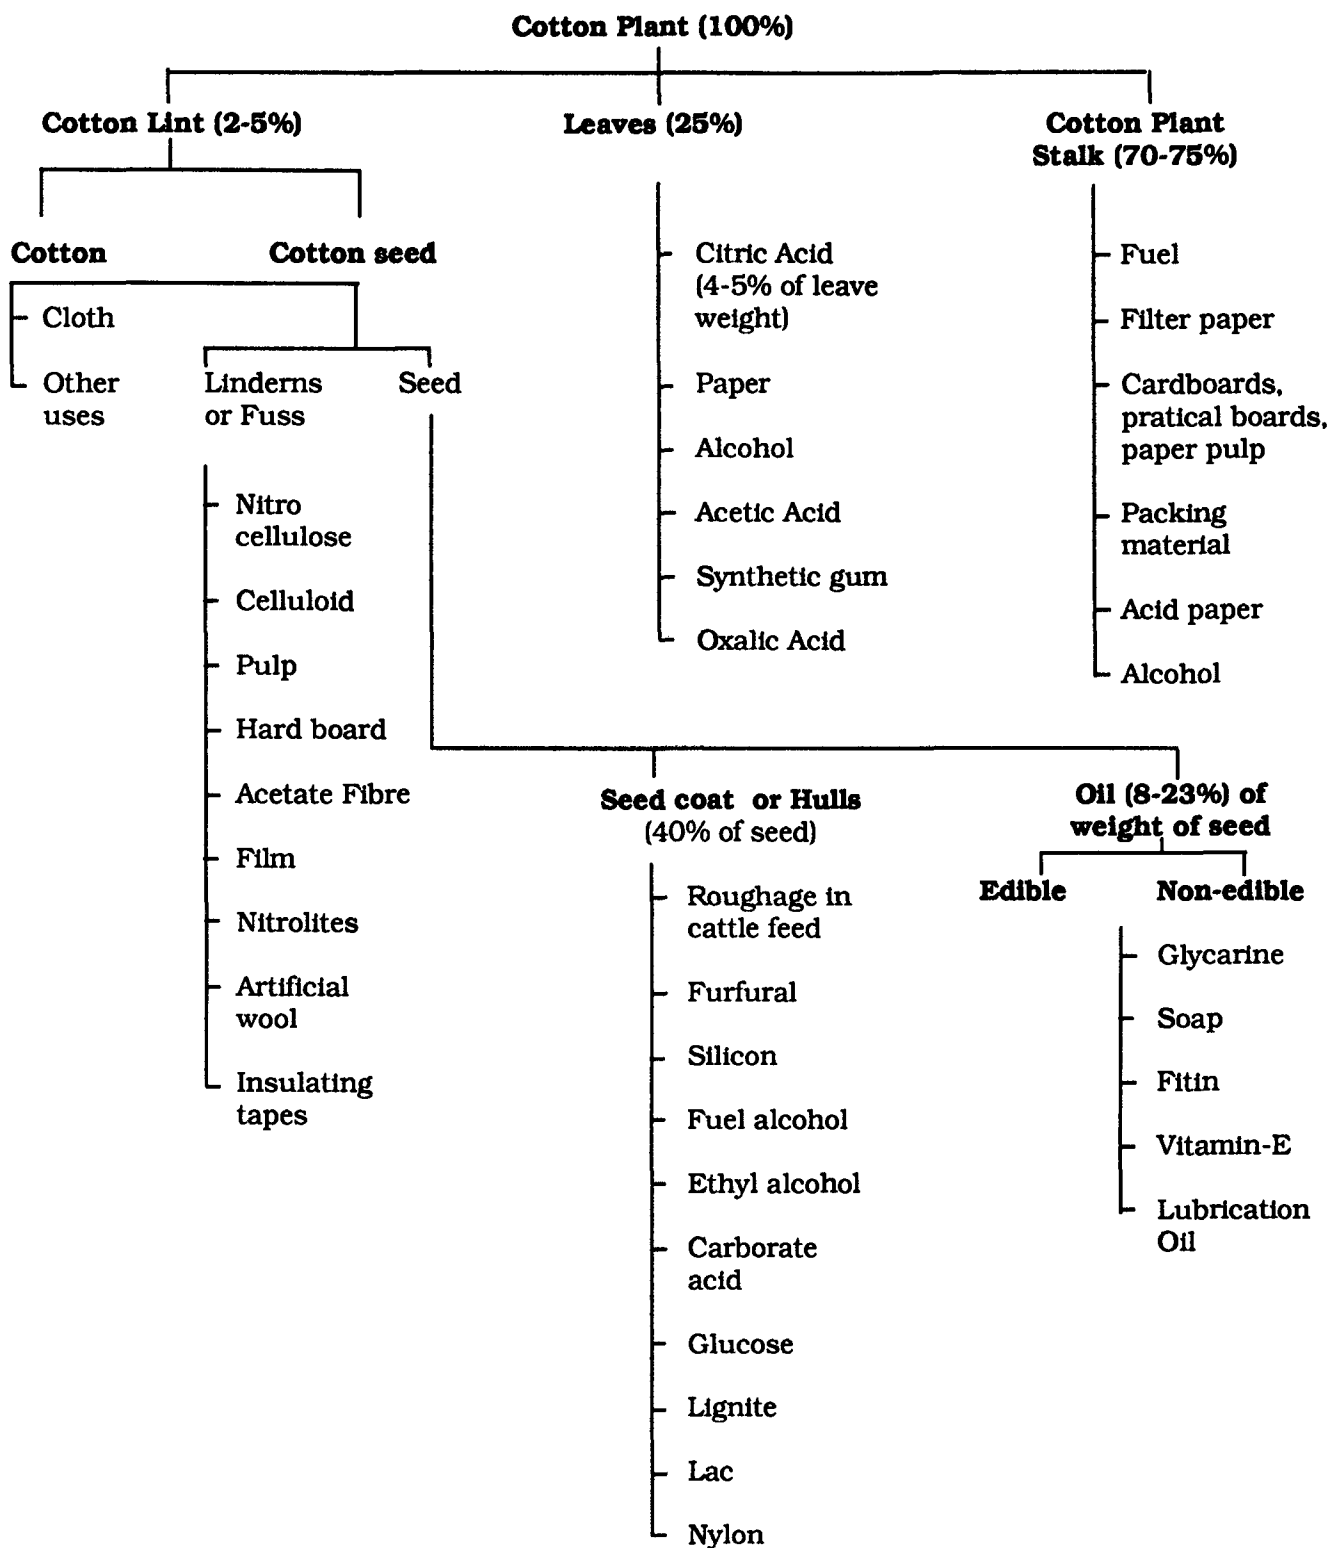 Cotton Plant (100%)
Cotton Lint (2-5%)
Leaves (25%)
Cotton Plant
Stalk (70-75%)
Cotton
Cotton seed
Cloth
Other
uses
Linderns
or Fuss
Seed
Nitro
cellulose
Celluloid
Pulp
Hard board
Acetate Fibre
Film
Nitrolites
Artificial
wool
Insulating
tapes
Citric Acid
(4-5% of leave
weight)
Paper
Alcohol
Acetic Acid
Synthetic gum
Oxalic Acid
Fuel
Filter paper
Cardboards,
pratical boards,
paper pulp
Packing
material
Acid paper
Alcohol
Seed coat or Hulls
(40% of seed)
Roughage in
cattle feed
Furfural
Silicon
Fuel alcohol
Ethyl alcohol
Carborate
acid
Glucose
Lignite
Lac
Nylon
Oil (8-23%) of
weight of seed
Edible
Non-edible
Glycarine
Soap
Fitin
Vitamin-E
Lubrication
Oil